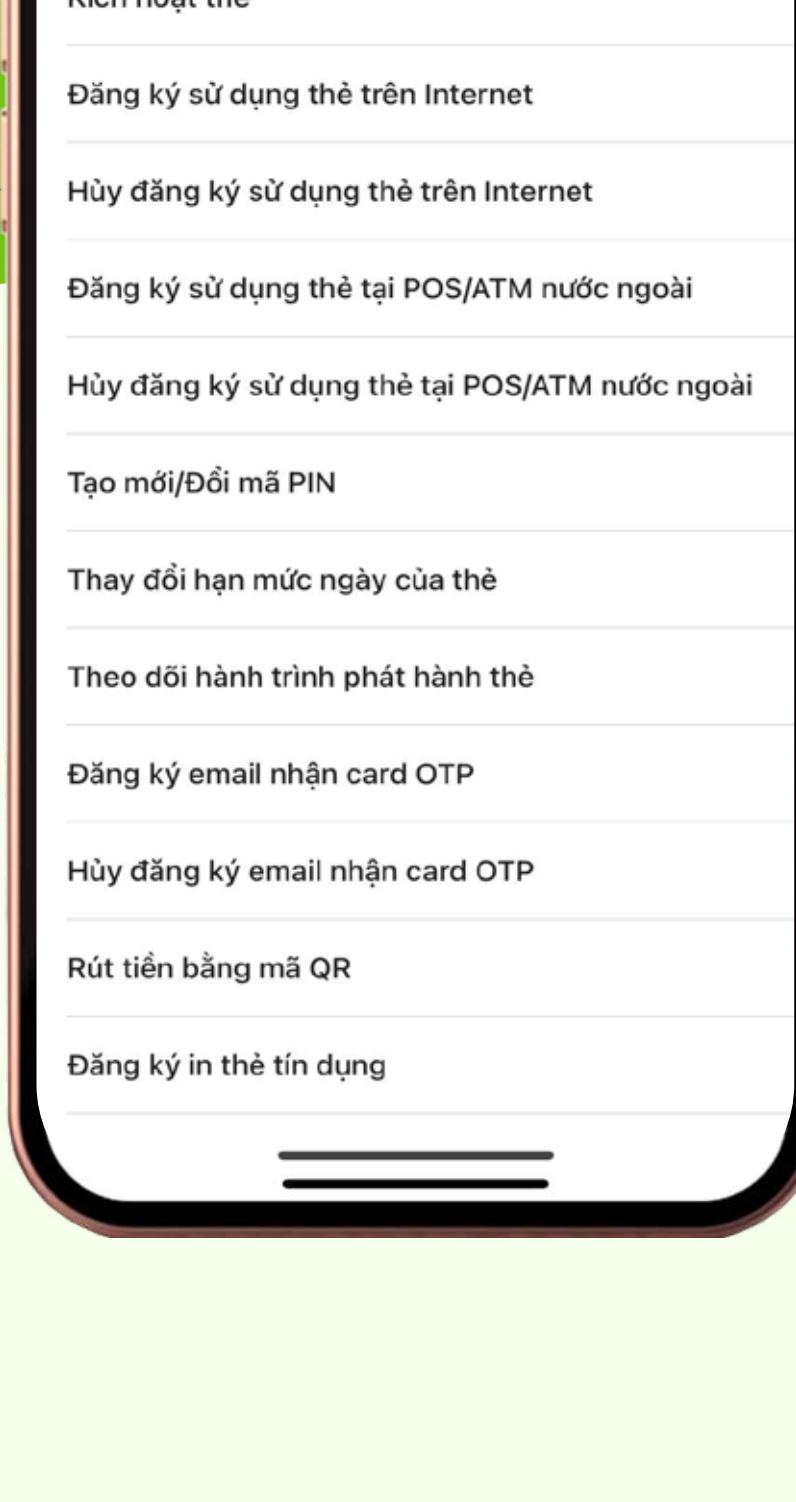 Kích hoạt thẻ
Đăng ký sử dụng thẻ trên Internet
Hủy đăng ký sử dụng thẻ trên Internet
Đăng ký sử dụng thẻ tại POS/ATM nước ngoài
Hủy đăng ký sử dụng thẻ tại POS/ATM nước ngoài
Tạo mới/Đổi mã PIN
Thay đổi hạn mức ngày của thẻ
Theo dõi hành trình phát hành thẻ
Đăng ký email nhận card OTP
Hủy đăng ký email nhận card OTP
Rút tiền bằng mã QR
Đăng ký in thẻ tín dụng